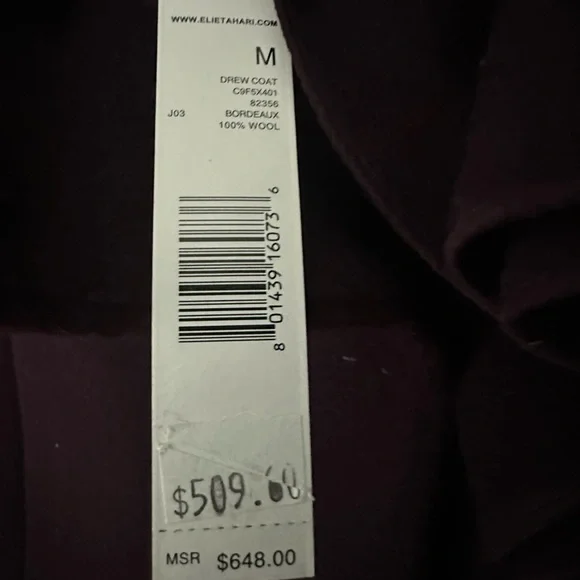 WWW.ELIETAHARI.COM
M
DREW COAT
C9F5X401
82356
J03 BORDEAUX
100% WOOL
8 01439 16073 6
$509.60
MSR $648.00